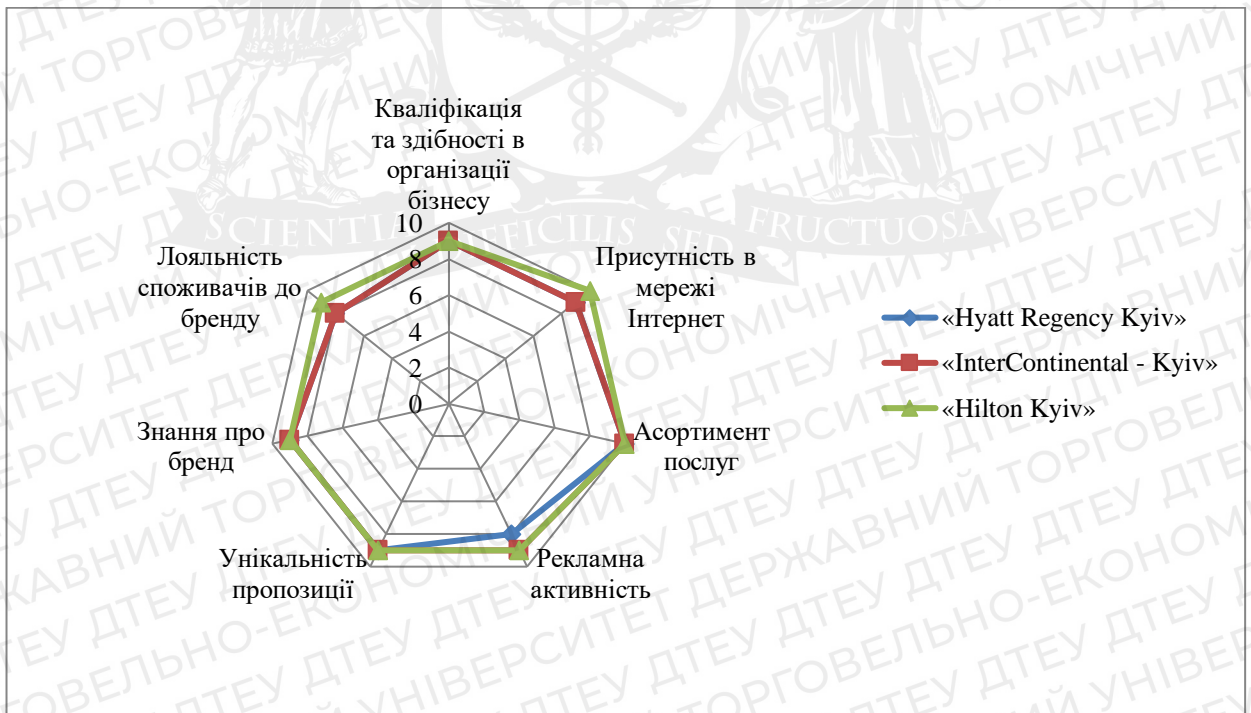 Кваліфікація
та здібності в
організації
бізнесу
Присутність в
мережі
Інтернет
Асортимент
послуг
Рекламна
активність
Унікальність
пропозиції
Знання про
бренд
Лояльність
споживачів до
бренду
10
8
6
4
2
0
«Hyatt Regency Kyiv»
«InterContinental - Kyiv»
«Hilton Kyiv»